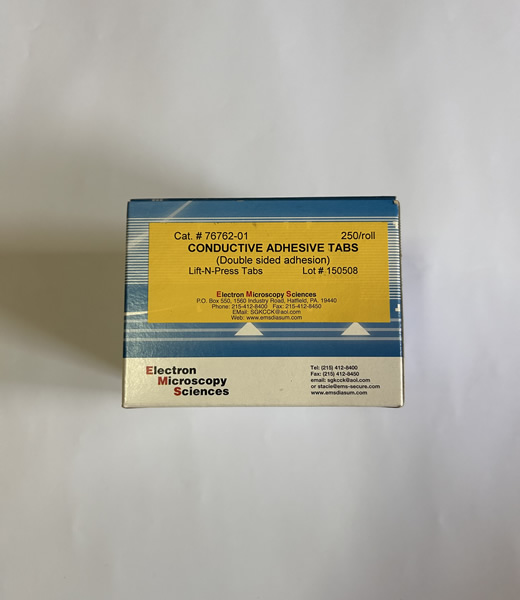 Cat. # 76762-01 250/roll
CONDUCTIVE ADHESIVE TABS
(Double sided adhesion)
Lift-N-Press Tabs Lot # 150508
Electron Microscopy Sciences
P.O. Box 550, 1560 Industry Road, Hatfield, PA. 19440
Phone: 215-412-8400 Fax: 215-412-8450
EMail: SGKCCK@aol.com
Web: www.emsdiasum.com
Electron
Microscopy
Sciences
Tel: (215) 412-8400
Fax: (215) 412-8450
email: sgkcck@aol.com
or stacie@ems-secure.com
www.emsdiasum.com